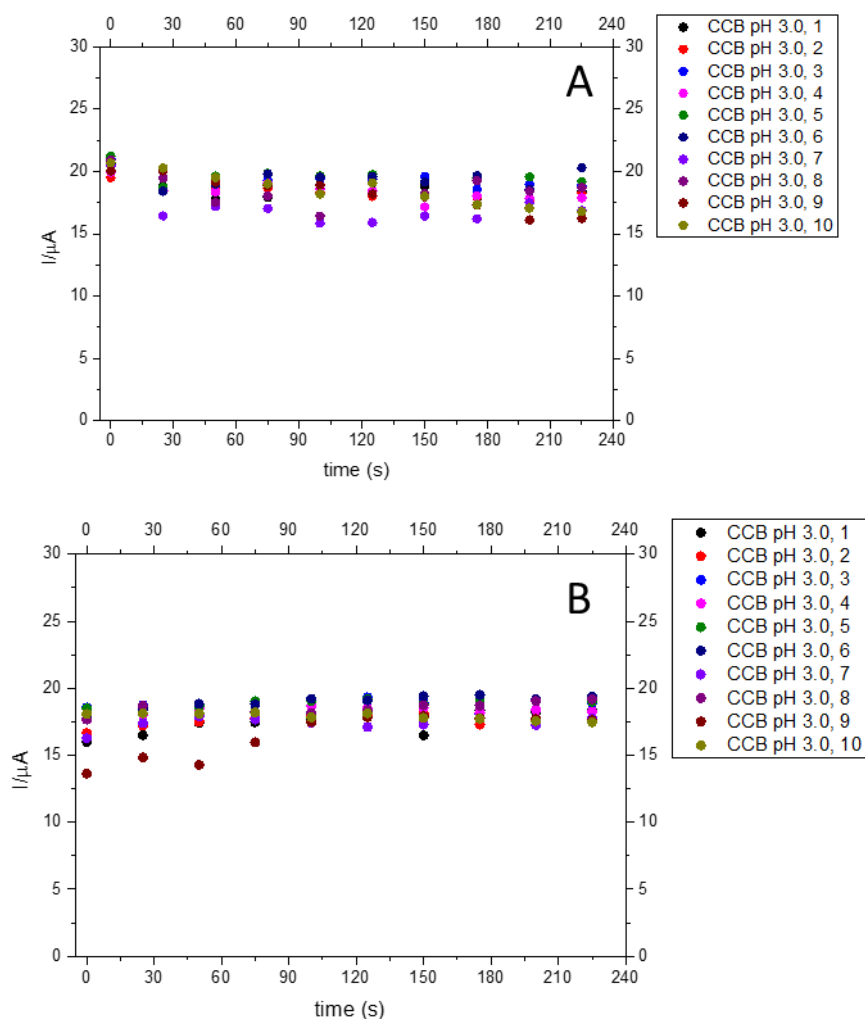 0 30 60 90 120 150 180 210 240
30 30
A
25 25
20 20
15 15
10 10
5 5
0 0
I/μA
0 30 60 90 120 150 180 210 240
time (s)
CCB pH 3.0, 1
CCB pH 3.0, 2
CCB pH 3.0, 3
CCB pH 3.0, 4
CCB pH 3.0, 5
CCB pH 3.0, 6
CCB pH 3.0, 7
CCB pH 3.0, 8
CCB pH 3.0, 9
CCB pH 3.0, 10
0 30 60 90 120 150 180 210 240
30 30
B
25 25
20 20
15 15
10 10
5 5
0 0
I/μA
0 30 60 90 120 150 180 210 240
time (s)
CCB pH 3.0, 1
CCB pH 3.0, 2
CCB pH 3.0, 3
CCB pH 3.0, 4
CCB pH 3.0, 5
CCB pH 3.0, 6
CCB pH 3.0, 7
CCB pH 3.0, 8
CCB pH 3.0, 9
CCB pH 3.0, 10